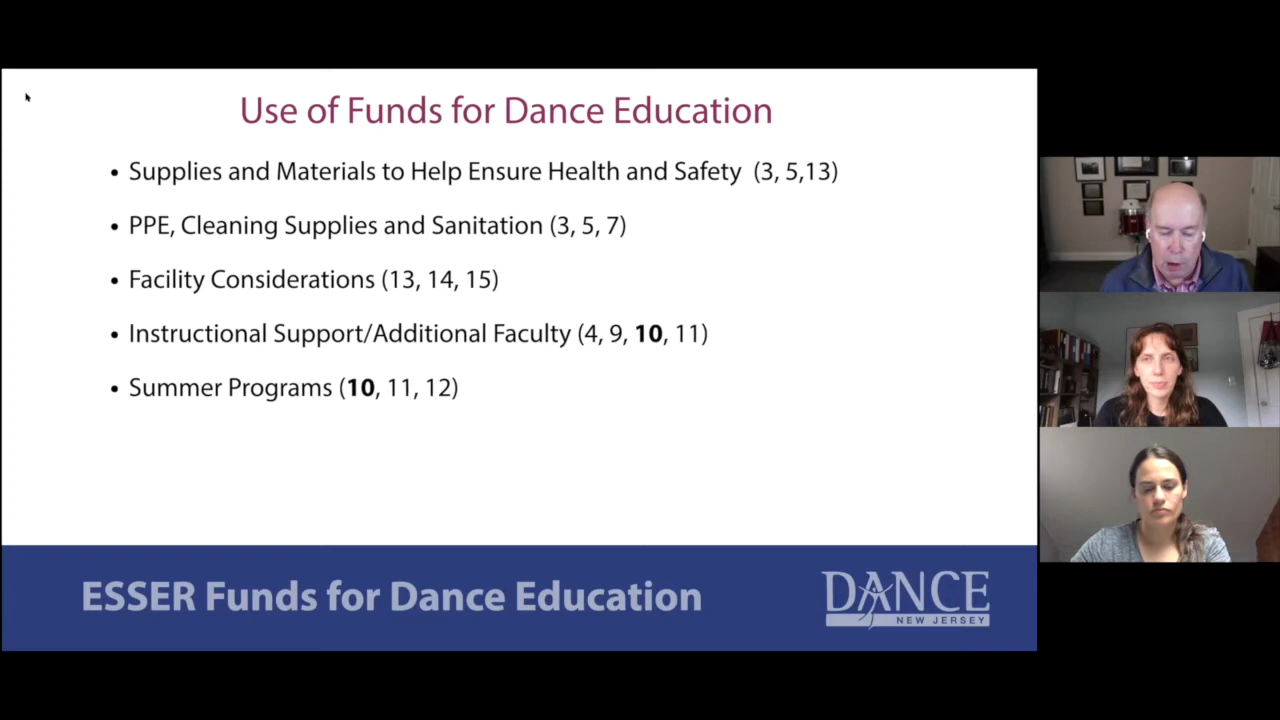 Use of Funds for Dance Education
• Supplies and Materials to Help Ensure Health and Safety  (3, 5,13)
• PPE, Cleaning Supplies and Sanitation (3, 5, 7)
• Facility Considerations (13, 14, 15)
• Instructional Support/Additional Faculty (4, 9, 10, 11)
• Summer Programs (10, 11, 12)
ESSER Funds for Dance Education
DANCE
NEW JERSEY